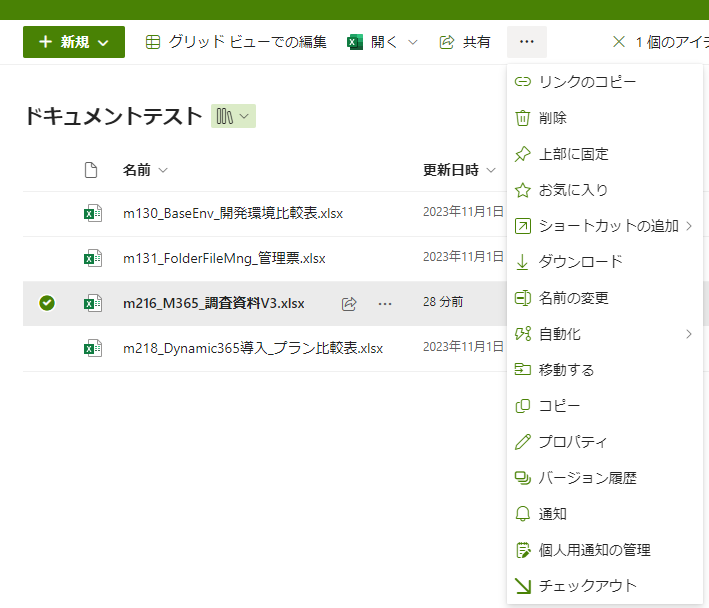 新規
グリッド ビューでの編集
開く
共有
1 個のアイテ
ドキュメントテスト
名前
更新日時
m130_BaseEnv_開発環境比較表.xlsx
2023年11月1日
m131_FolderFileMng_管理票.xlsx
2023年11月1日
m216_M365_調査資料V3.xlsx
28 分前
m218_Dynamic365導入_プラン比較表.xlsx
2023年11月1日
リンクのコピー
削除
上部に固定
お気に入り
ショートカットの追加
ダウンロード
名前の変更
自動化
移動する
コピー
プロパティ
バージョン履歴
通知
個人用通知の管理
チェックアウト